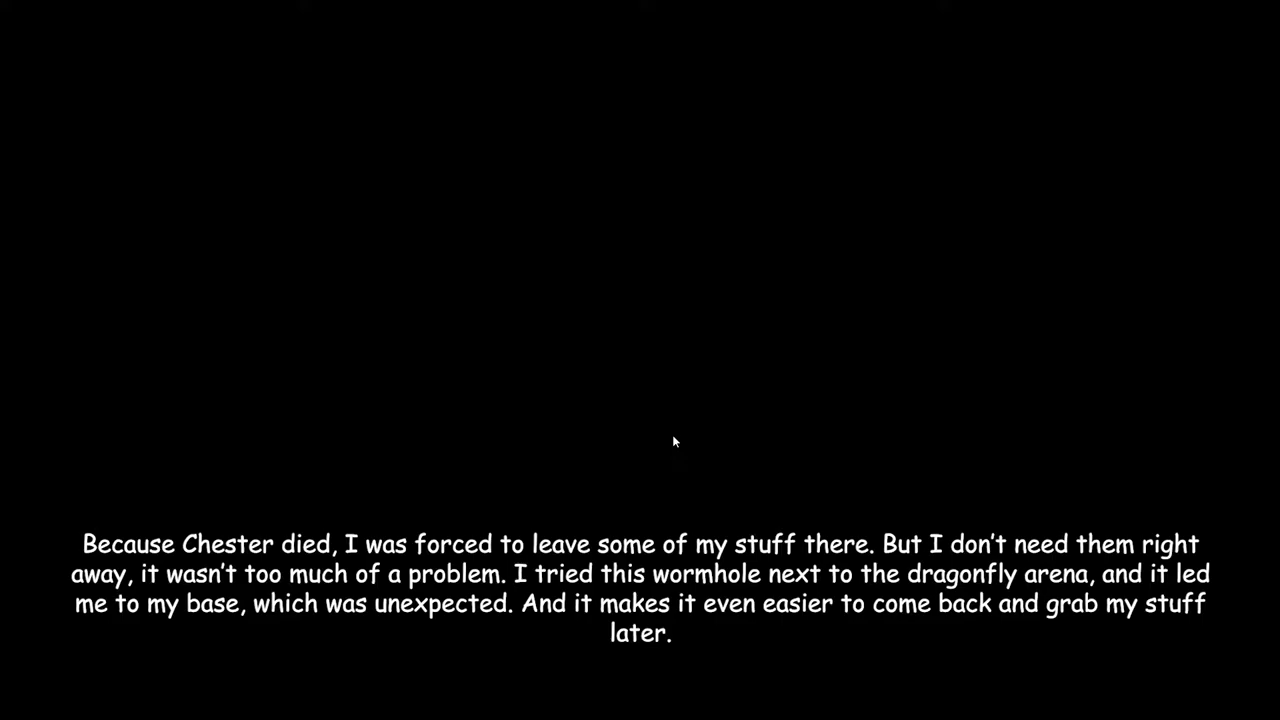 Because Chester died, I was forced to leave some of my stuff there. But I don't need them right
away, it wasn't too much of a problem. I tried this wormhole next to the dragonfly arena, and it led
me to my base, which was unexpected. And it makes it even easier to come back and grab my stuff
later.